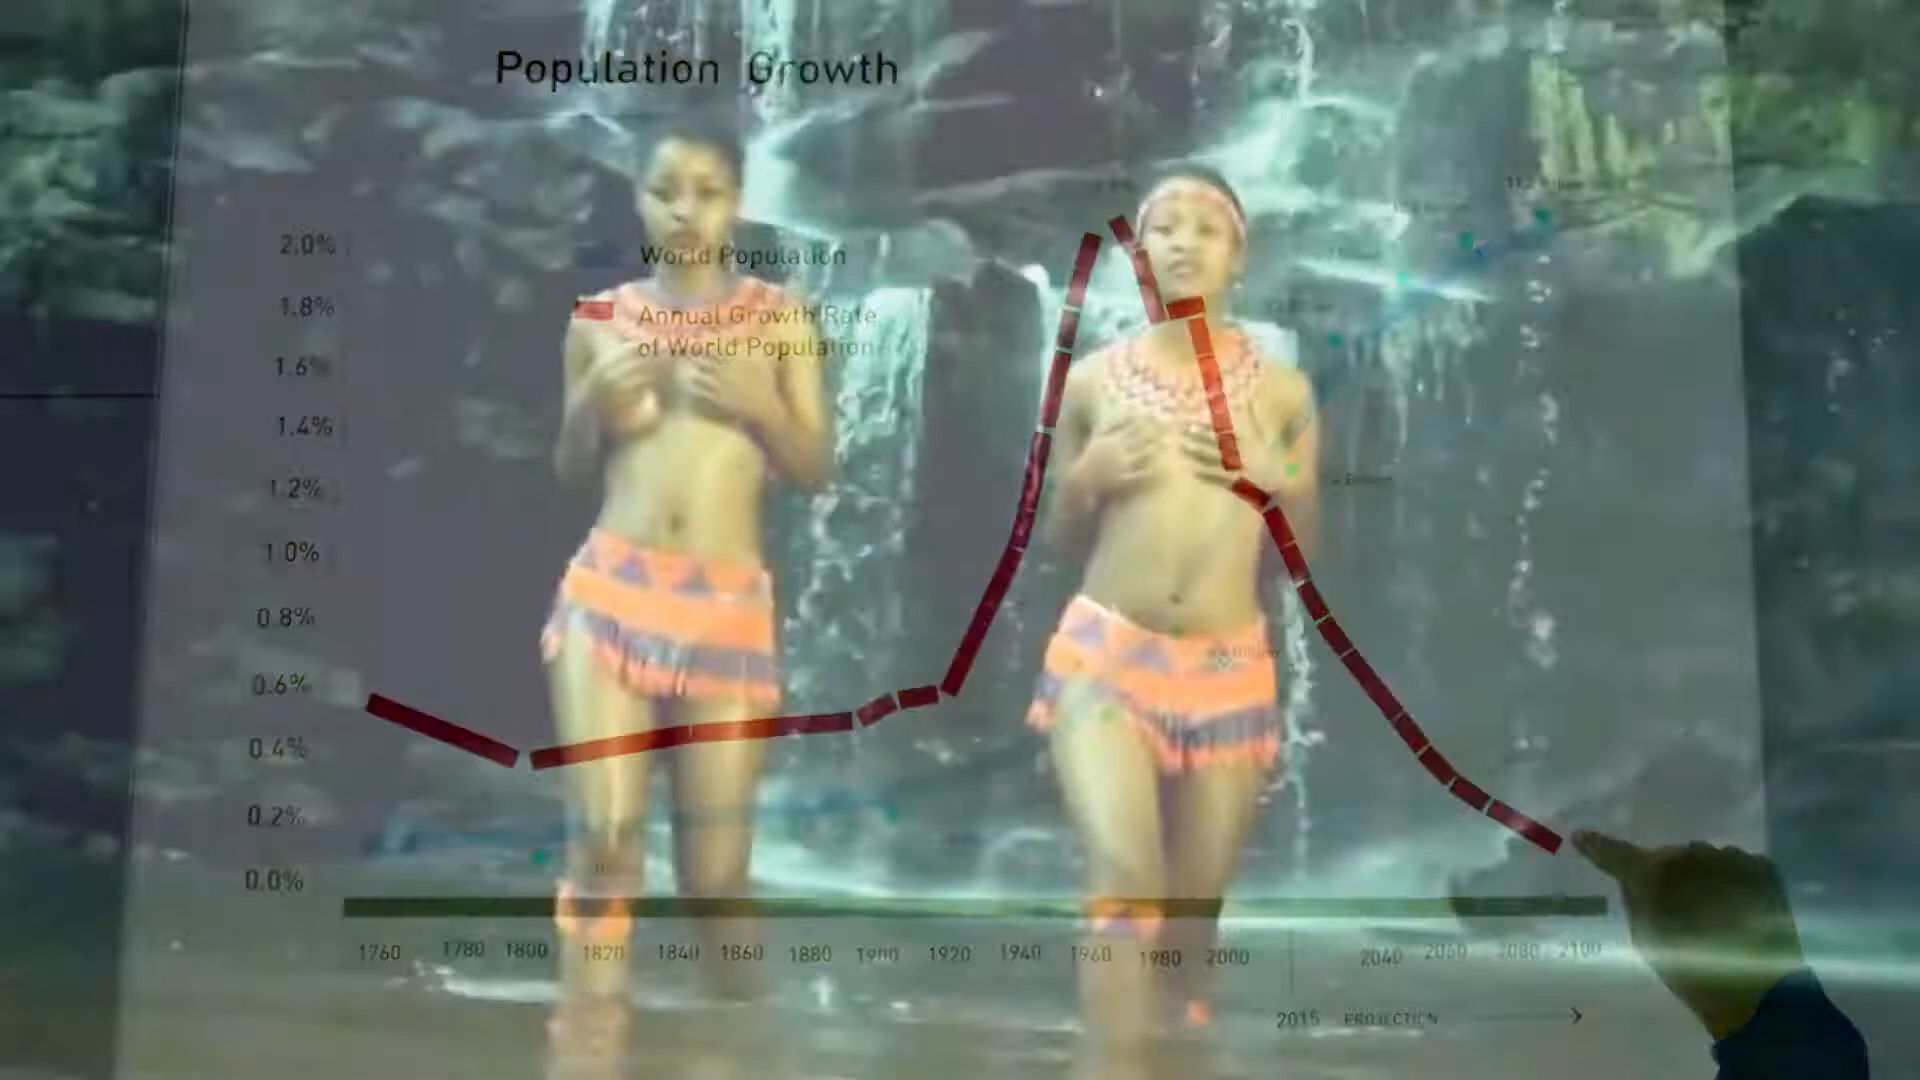 Population Growth
World Population
Annual Growth Rate
of World Population
2.0%
1.8%
1.6%
1.4%
1.2%
1.0%
0.8%
0.6%
0.4%
0.2%
0.0%
Billion
Billion
1760 1780 1800 1820 1840 1860 1880 1900 1920 1940 1960 1980 2000 2040 2060 2080 2100
2015 PROJECTION